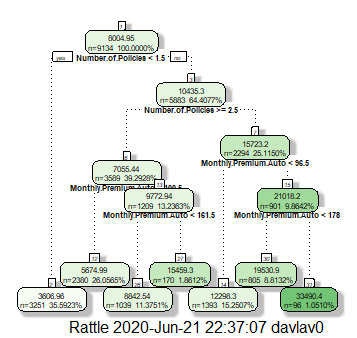 1
8004.95
n=9134 100.0000%
yes
Number.of.Policies < 1.5
no
3
10435.3
n=5883 64.4077%
Number.of.Policies >= 2.5
6
7055.44
n=3589 39.2928%
7
15723.2
n=2294 25.1150%
Monthly.Premium.Auto < 96.5
13
9772.94
n=1209 13.2363%
Monthly.Premium.Auto < 161.5
15
21018.2
n=901 9.8642%
Monthly.Premium.Auto < 178
12
5674.99
n=2380 26.0565%
27
15459.3
n=170 1.8612%
30
19530.9
n=805 8.8132%
2
3606.96
n=3251 35.5923%
26
8842.54
n=1039 11.3751%
14
12298.3
n=1393 15.2507%
31
33490.4
n=96 1.0510%
Rattle 2020-Jun-21 22:37:07 davlav0